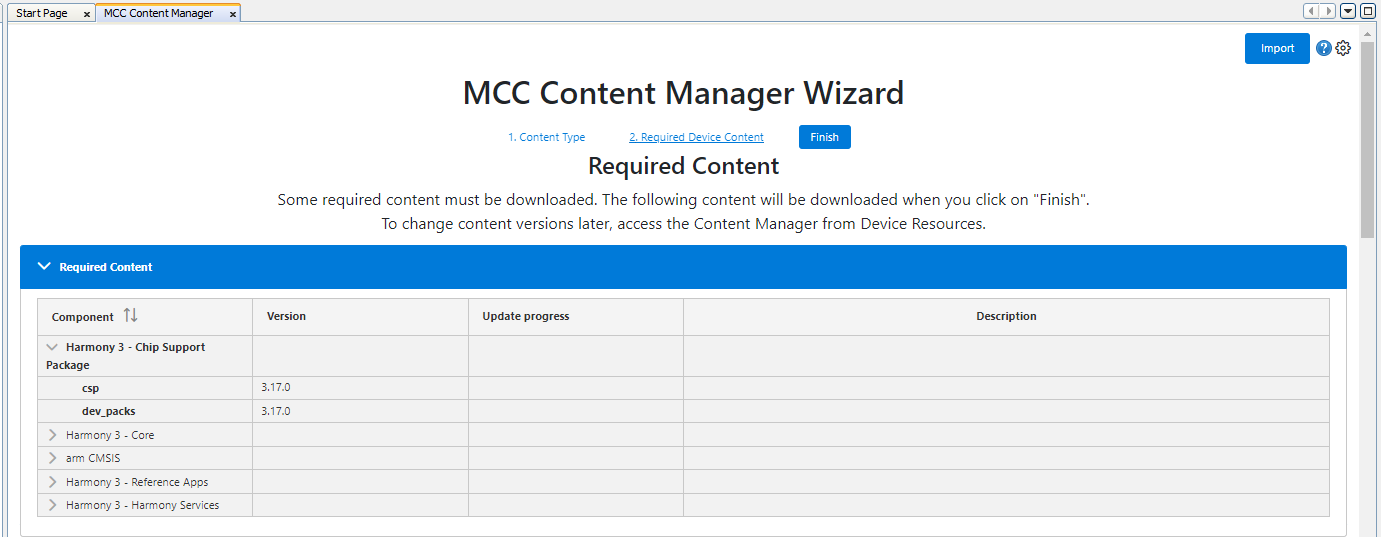 Start Page x MCC Content Manager x
Import ?
MCC Content Manager Wizard
1. Content Type 2. Required Device Content Finish
Required Content
Some required content must be downloaded. The following content will be downloaded when you click on "Finish".
To change content versions later, access the Content Manager from Device Resources.
Required Content
Component Version Update progress Description
Harmony 3 - Chip Support
Package
csp 3.17.0
dev_packs 3.17.0
Harmony 3 - Core
arm CMSIS
Harmony 3 - Reference Apps
Harmony 3 - Harmony Services